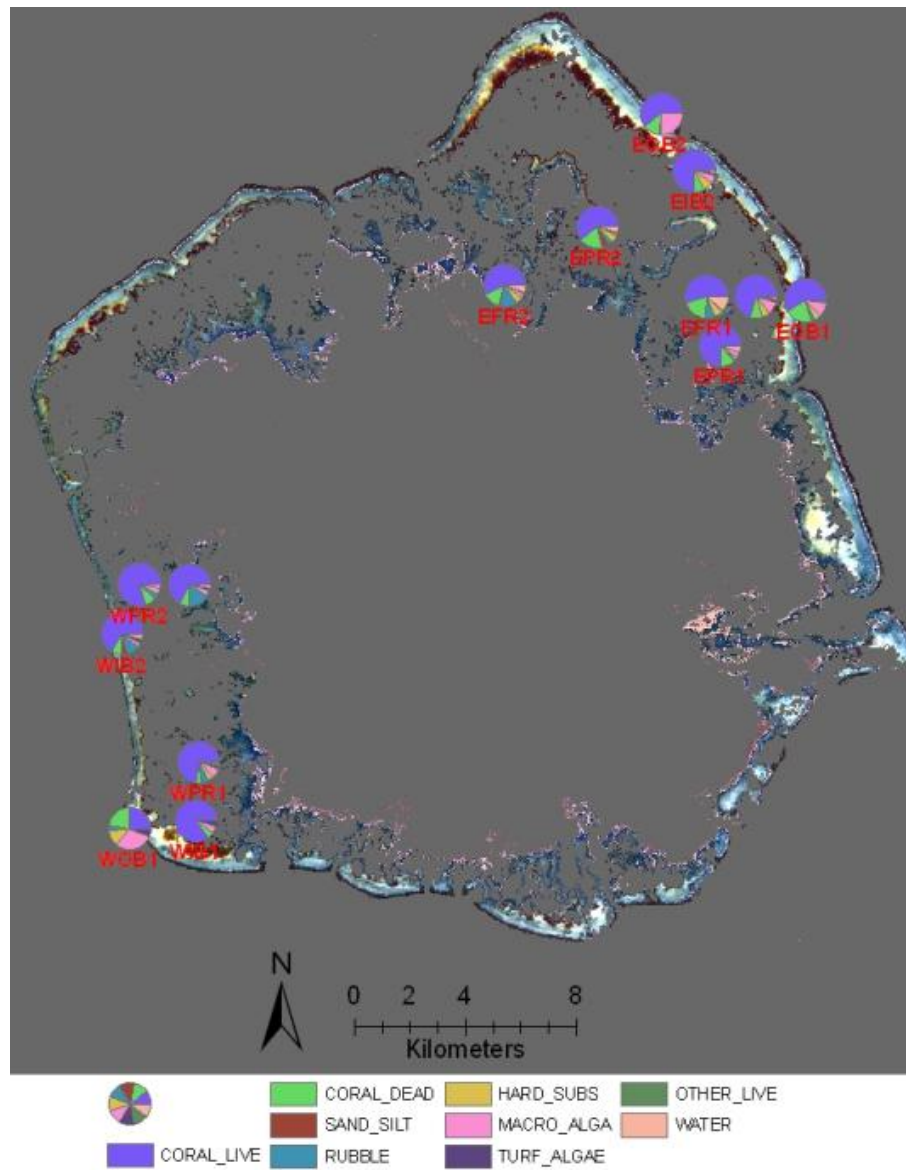 EOB2
EIB2
EPR2
EFR2
EFR1
EOB1
EPR1
WFR2
WIB2
WPR1
WOB1
WIB1
N
0 2 4 8
Kilometers
CORAL_DEAD HARD_SUBS OTHER_LIVE
SAND_SILT MACRO_ALGA WATER
CORAL_LIVE RUBBLE TURF_ALGAE